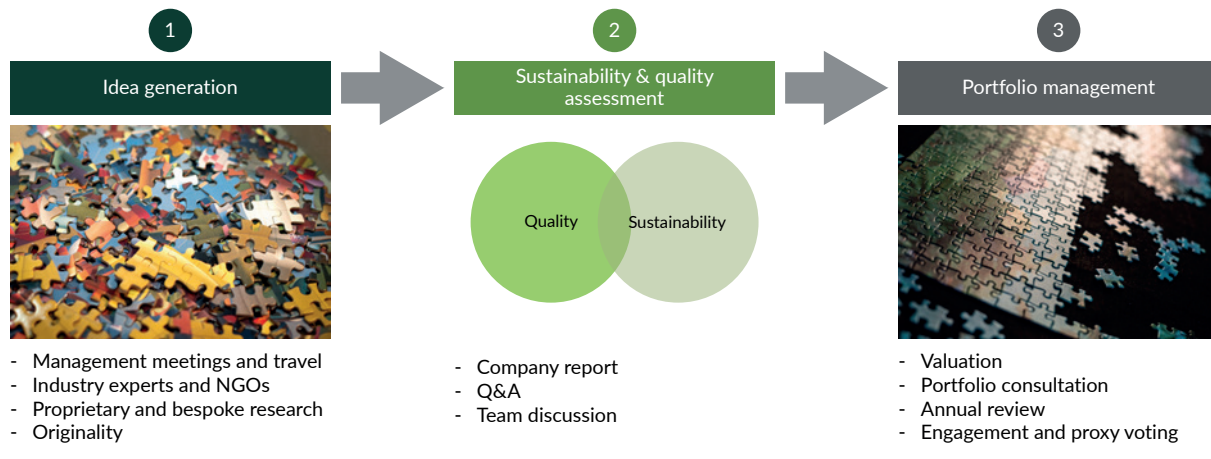 1
Idea generation
- Management meetings and travel
- Industry experts and NGOs
- Proprietary and bespoke research
- Originality
2
Sustainability & quality
assessment
Quality
Sustainability
- Company report
- Q&A
- Team discussion
3
Portfolio management
- Valuation
- Portfolio consultation
- Annual review
- Engagement and proxy voting